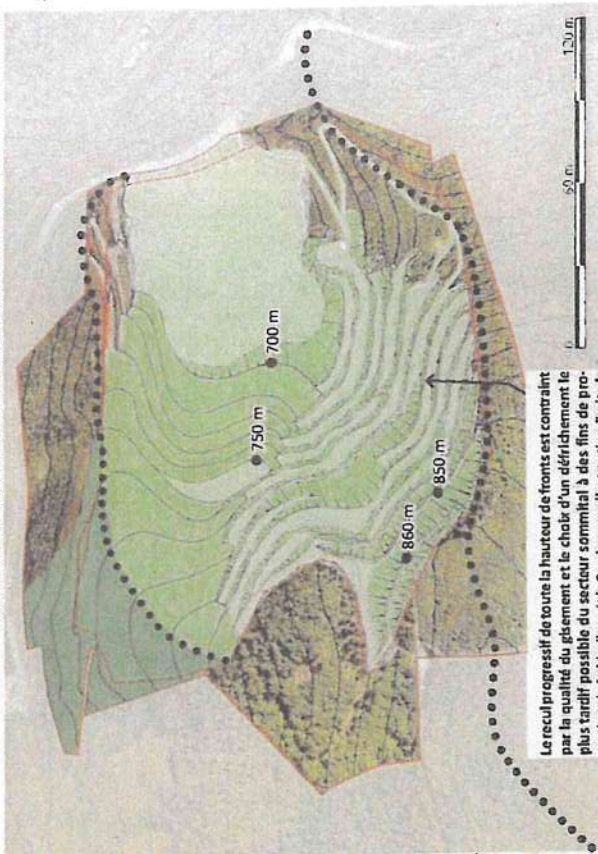 700 m
750 m
850 m
860 m
Le recul progressif de toute la hauteur de fronts est contraint
par la qualité du gisement et le choix d'un défrichement le
plus tardif possible du secteur sommital à des fins de pro-
0
60 m
120 m